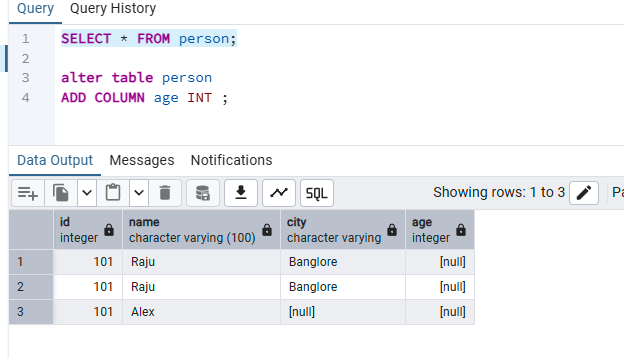 Query Query History
1 SELECT * FROM person;
2
3 alter table person
4 ADD COLUMN age INT ;
Data Output Messages Notifications
SQL Showing rows: 1 to 3 Pa
id name city age
integer character varying (100) character varying integer
1 101 Raju Banglore [null]
2 101 Raju Banglore [null]
3 101 Alex [null] [null]